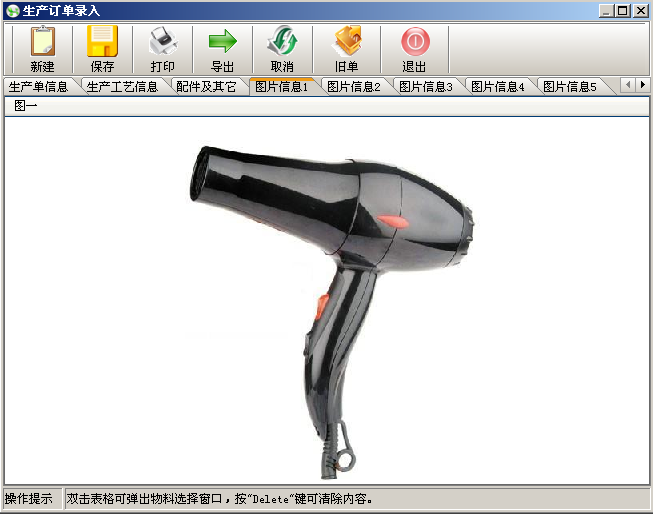 生产订单录入
新建 保存 打印 导出 取消 旧单 退出
生产单信息 生产工艺信息 配件及其它 图片信息1 图片信息2 图片信息3 图片信息4 图片信息5
图一
操作提示 双击表格可弹出物料选择窗口，按"Delete"键可清除内容。